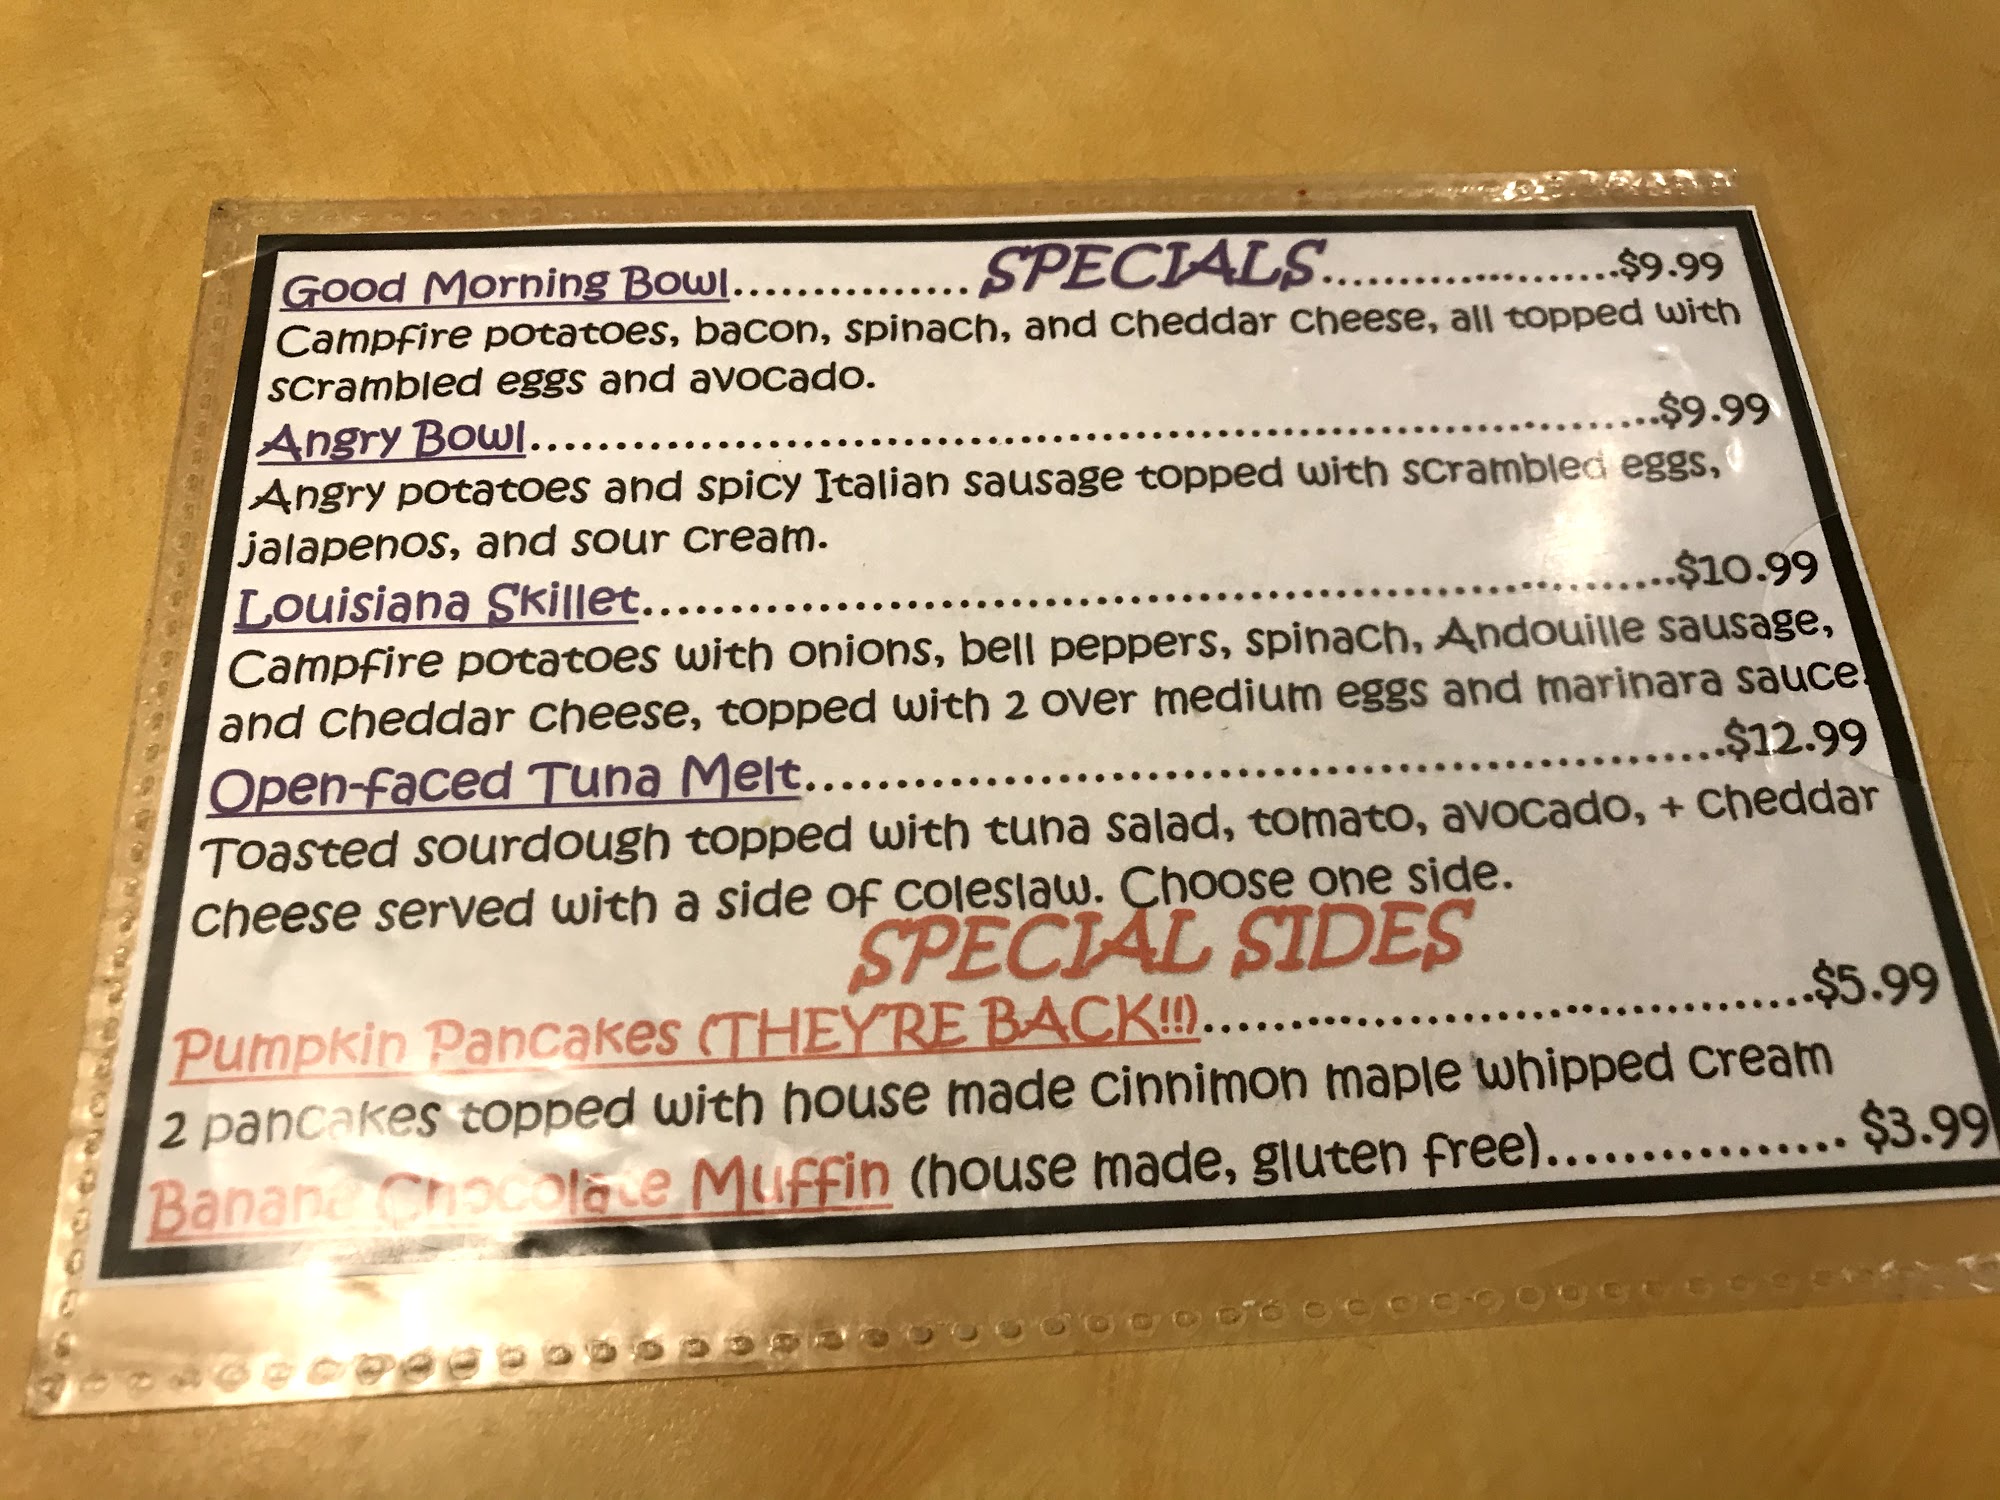 Good Morning Bowl............... SPECIALS...................$9.99
Campfire potatoes, bacon, spinach, and cheddar cheese, all topped with
scrambled eggs and avocado.
Angry Bowl......................................................................$9.99
Angry potatoes and spicy Italian sausage topped with scrambled eggs,
jalapenos, and sour cream.
Louisiana Skillet................................................................$10.99
Campfire potatoes with onions, bell peppers, spinach, Andouille sausage,
and cheddar cheese, topped with 2 over medium eggs and marinara sauce.
Open-faced Tuna Melt........................................................$12.99
Toasted sourdough topped with tuna salad, tomato, avocado, + cheddar
cheese served with a side of coleslaw. Choose one side.
SPECIAL SIDES
Pumpkin Pancakes (THEY'RE BACK!!)....................................$5.99
2 pancakes topped with house made cinnimon maple whipped cream
Banana Chocolate Muffin (house made, gluten free)................ $3.99